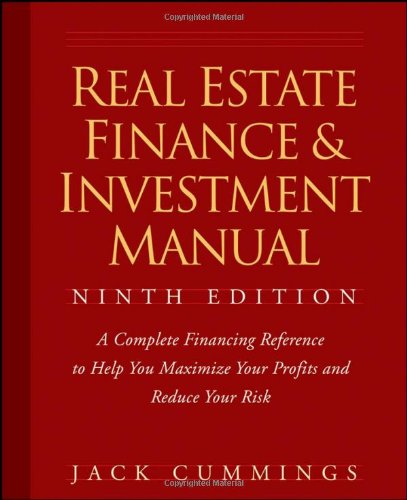 Copyrighted Material
REAL ESTATE
FINANCE &
INVESTMENT
MANUAL
NINTH EDITION
A Complete Financing Reference
to Help You Maximize Your Profits and
Reduce Your Risk
JACK CUMMINGS
Copyrighted Material